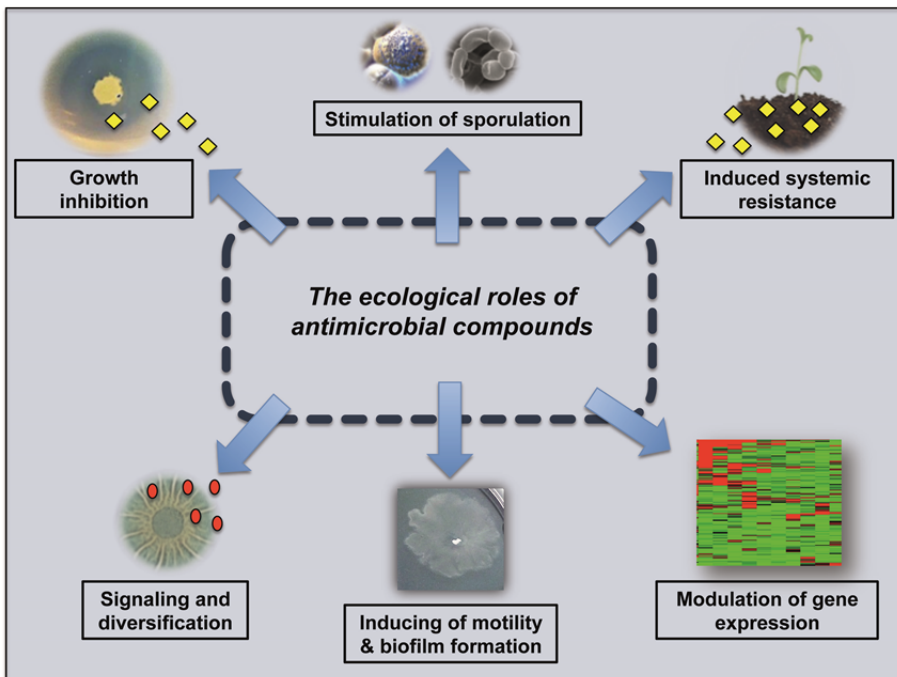 Stimulation of sporulation
Growth
inhibition
Induced systemic
resistance
The ecological roles of
antimicrobial compounds
Signaling and
diversification
Inducing of motility
& biofilm formation
Modulation of gene
expression